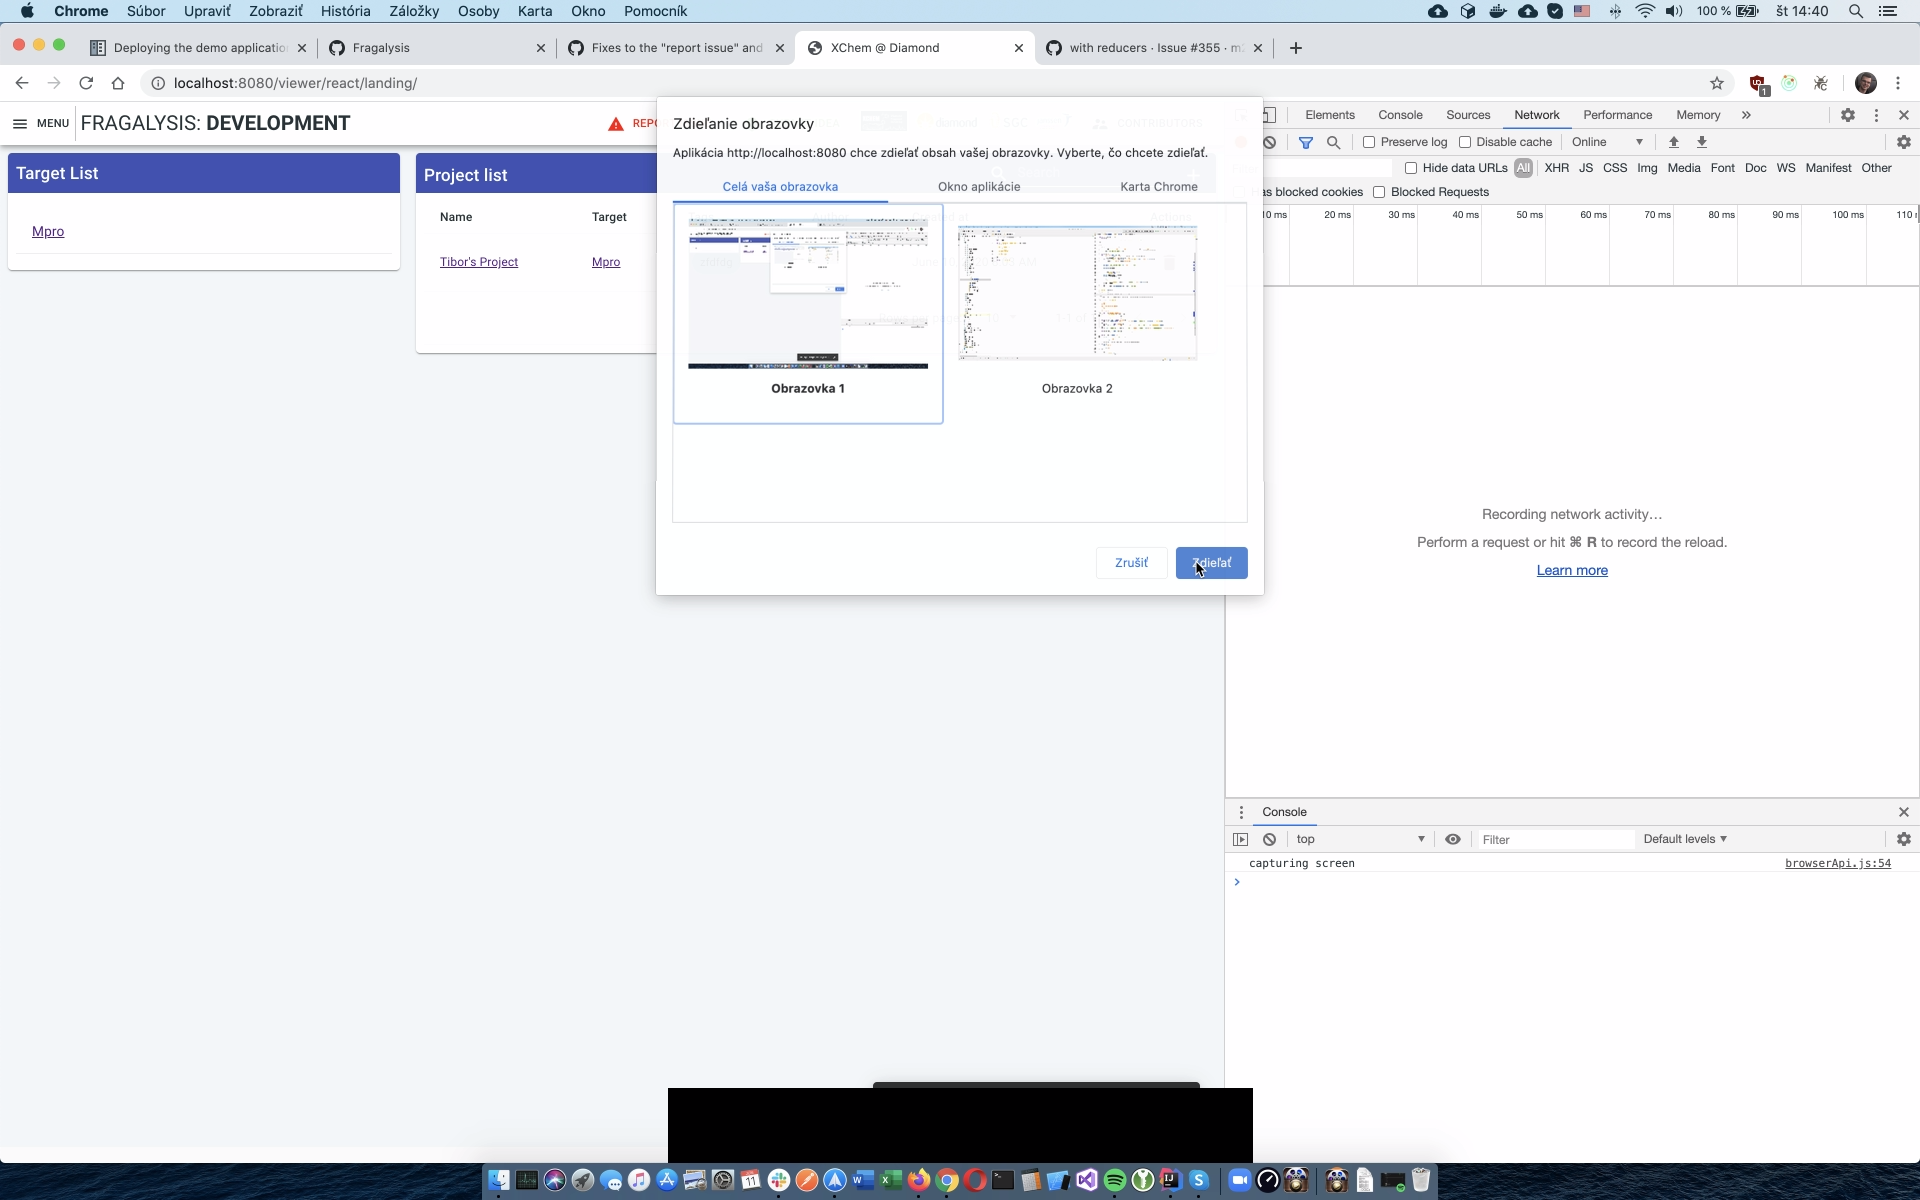 Chrome Súbor Upraviť Zobraziť História Záložky Osoby Karta Okno Pomocník 100 % št 14:40
Deploying the demo applicatio Fragalysis Fixes to the "report issue" and XChem @ Diamond with reducers · Issue #355 · m
localhost:8080/viewer/react/landing/
MENU FRAGALYSIS: DEVELOPMENT
Target List
Mpro
Project list
Name Target
Tibor's Project Mpro
Zdieľanie obrazovky
Aplikácia http://localhost:8080 chce zdieľať obsah vašej obrazovky. Vyberte, čo chcete zdieľať.
Celá vaša obrazovka Okno aplikácie Karta Chrome
Obrazovka 1 Obrazovka 2
Zrušiť Zdieľať
Elements Console Sources Network Performance Memory
Preserve log Disable cache Online
Hide data URLs All XHR JS CSS Img Media Font Doc WS Manifest Other
blocked cookies Blocked Requests
10 ms 20 ms 30 ms 40 ms 50 ms 60 ms 70 ms 80 ms 90 ms 100 ms 110
Recording network activity…
Perform a request or hit ⌘ R to record the reload.
Learn more
Console
top Filter Default levels
capturing screen browserApi.js:54